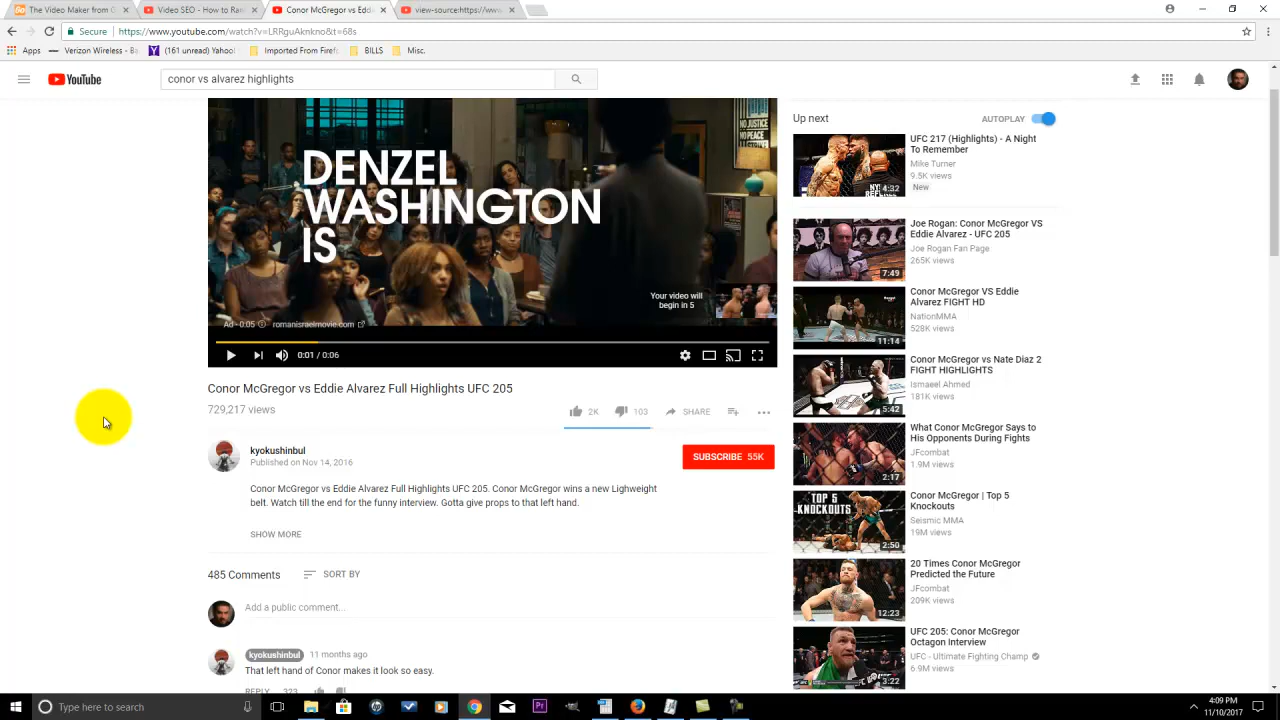 The Video Maker from G
Video SEO - How to Rai
Conor McGregor vs Eddi
view-source:https://www
Secure
https://www.youtube.com/watch?v=LRRguAknkno&t=68s
Apps
Verizon Wireless - B
(161 unread) Yahoo!
Imported From Firef
BILLS
Misc.
YouTube
conor vs alvarez highlights
NO JUSTICE
NO PEACE
DENZEL
WASHINGTON
IS
Your video will
begin in 5
Ad · 0:05
romanisraelmovie.com
0:01 / 0:06
Conor McGregor vs Eddie Alvarez Full Highlights UFC 205
729,217 views
2K
103
SHARE
kyokushinbul
Published on Nov 14, 2016
SUBSCRIBE 55K
Conor McGregor vs Eddie Alvarez Full Highlights UFC 205. Conor McGregor wins a new Lighweight
belt. Watch till the end for the funny interview. Gotta give props to that left hand.
SHOW MORE
485 Comments
SORT BY
Add a public comment...
kyokushinbul
11 months ago
That left hand of Conor makes it look so easy.
REPLY 323
Up next
AUTOPLAY
4:32
UFC 217 (Highlights) - A Night
To Remember
Mike Turner
9.5K views
New
7:49
Joe Rogan: Conor McGregor VS
Eddie Alvarez - UFC 205
Joe Rogan Fan Page
265K views
11:14
Conor McGregor VS Eddie
Alvarez FIGHT HD
NationMMA
528K views
5:42
Conor McGregor vs Nate Diaz 2
FIGHT HIGHLIGHTS
Ismaeel Ahmed
181K views
2:17
What Conor McGregor Says to
His Opponents During Fights
JFcombat
1.9M views
TOP 5
KNOCKOUTS
2:50
Conor McGregor | Top 5
Knockouts
Seismic MMA
19M views
12:23
20 Times Conor McGregor
Predicted the Future
JFcombat
209K views
3:22
UFC 205: Conor McGregor
Octagon Interview
UFC - Ultimate Fighting Champ
6.9M views
Type here to search
4:09 PM
11/10/2017